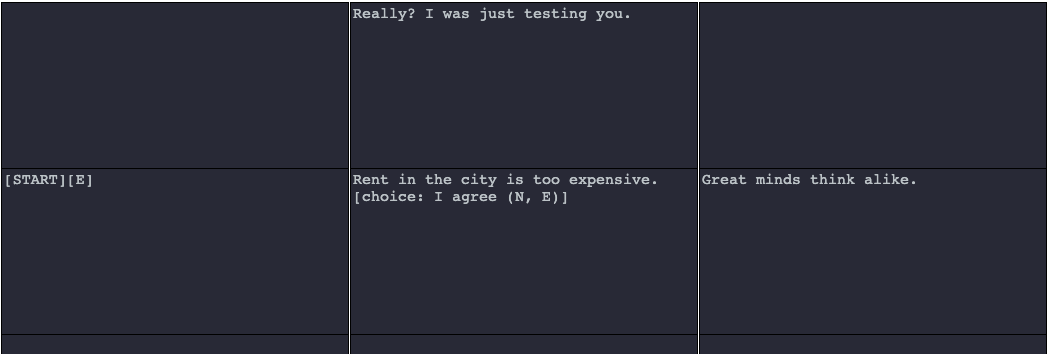 Really? I was just testing you.
[START][E]
Rent in the city is too expensive.
[choice: I agree (N, E)]
Great minds think alike.